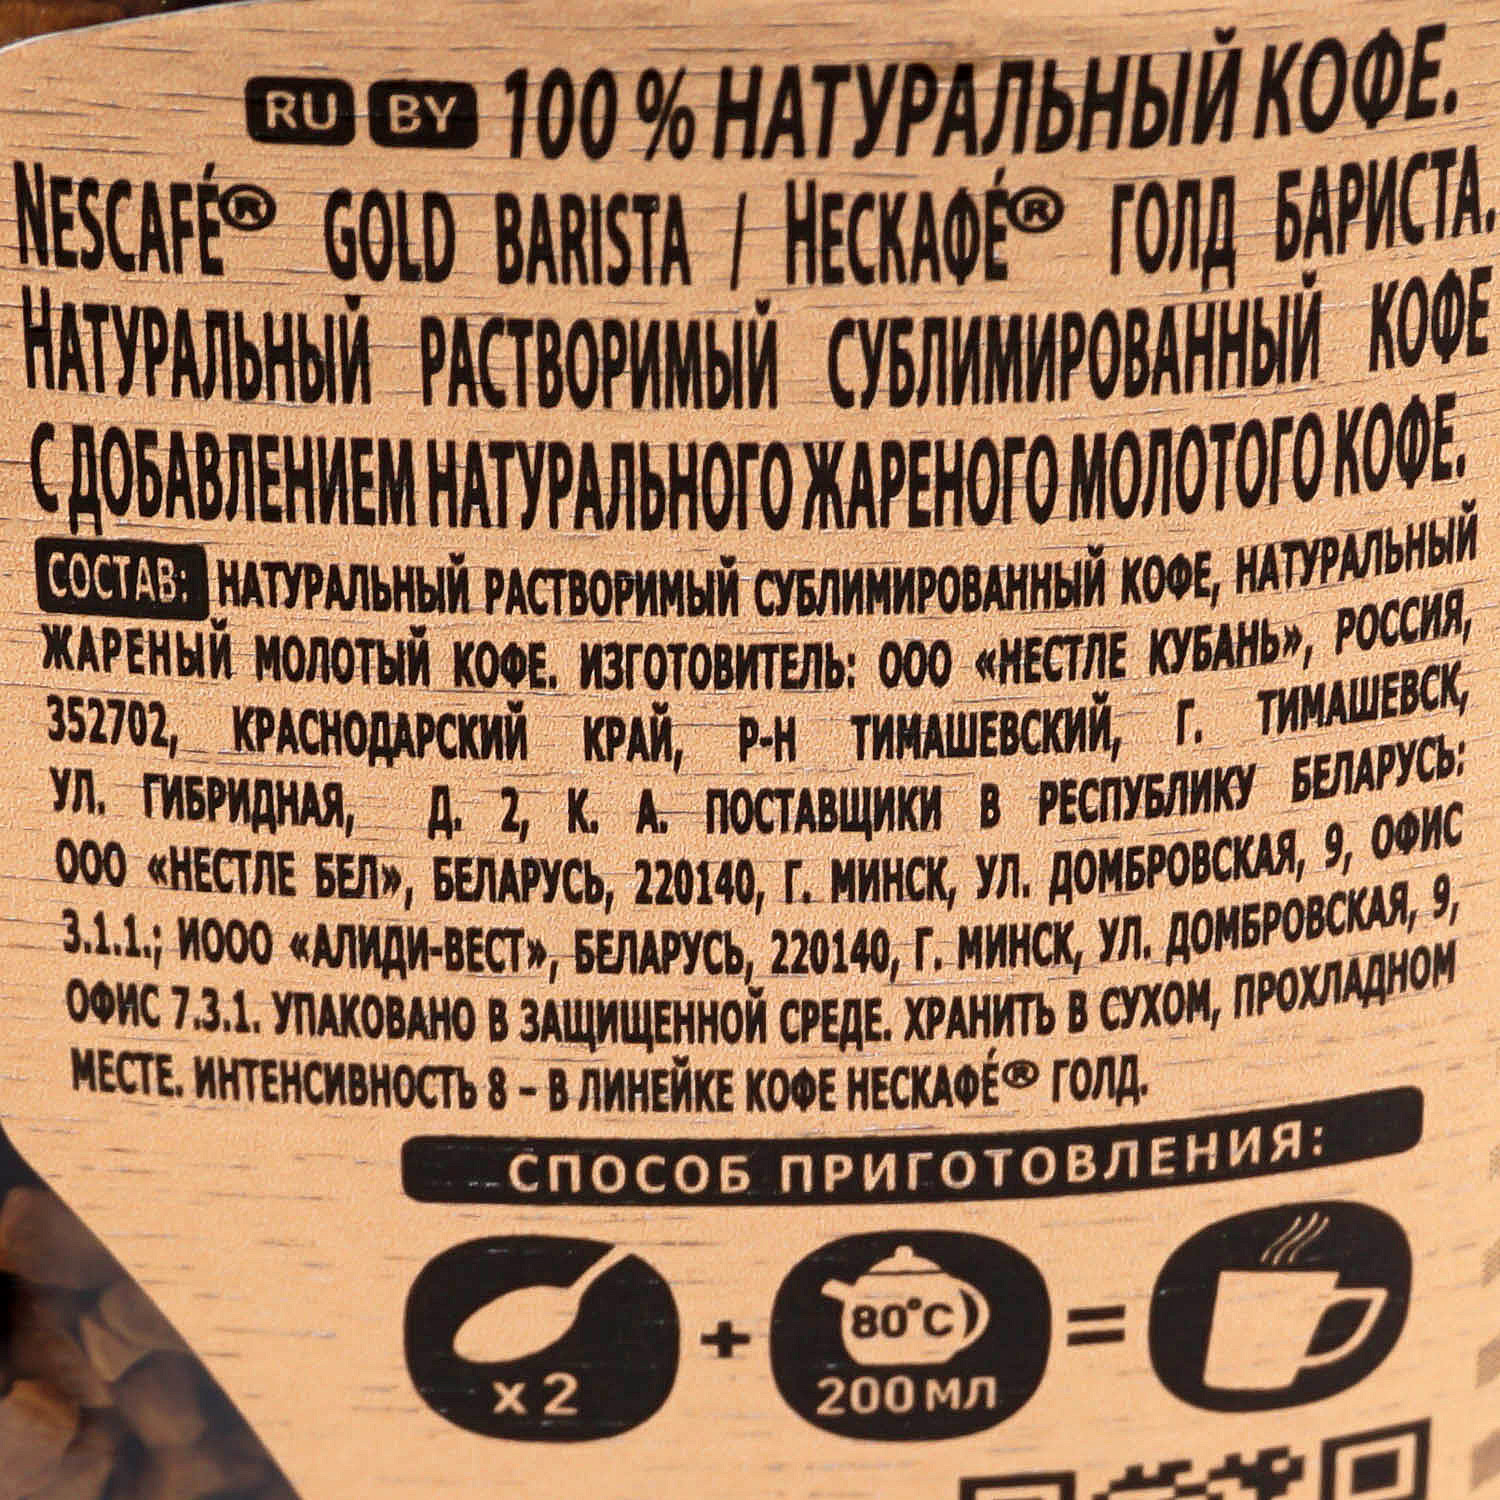 RU BY 100 % НАТУРАЛЬНЫЙ КОФЕ.
NESCAFÉ® GOLD BARISTA / НЕСКАФÉ® ГОЛД БАРИСТА.
НАТУРАЛЬНЫЙ РАСТВОРИМЫЙ СУБЛИМИРОВАННЫЙ КОФЕ
С ДОБАВЛЕНИЕМ НАТУРАЛЬНОГО ЖАРЕНОГО МОЛОТОГО КОФЕ.
СОСТАВ: НАТУРАЛЬНЫЙ РАСТВОРИМЫЙ СУБЛИМИРОВАННЫЙ КОФЕ, НАТУРАЛЬНЫЙ
ЖАРЕНЫЙ МОЛОТЫЙ КОФЕ. ИЗГОТОВИТЕЛЬ: ООО «НЕСТЛЕ КУБАНЬ», РОССИЯ,
352702, КРАСНОДАРСКИЙ КРАЙ, Р-Н ТИМАШЕВСКИЙ, Г. ТИМАШЕВСК,
УЛ. ГИБРИДНАЯ, Д. 2, К. А. ПОСТАВЩИКИ В РЕСПУБЛИКУ БЕЛАРУСЬ:
ООО «НЕСТЛЕ БЕЛ», БЕЛАРУСЬ, 220140, Г. МИНСК, УЛ. ДОМБРОВСКАЯ, 9, ОФИС
3.1.1.; ИООО «АЛИДИ-ВЕСТ», БЕЛАРУСЬ, 220140, Г. МИНСК, УЛ. ДОМБРОВСКАЯ, 9,
ОФИС 7.3.1. УПАКОВАНО В ЗАЩИЩЕННОЙ СРЕДЕ. ХРАНИТЬ В СУХОМ, ПРОХЛАДНОМ
МЕСТЕ. ИНТЕНСИВНОСТЬ 8 – В ЛИНЕЙКЕ КОФЕ НЕСКАФÉ® ГОЛД.
СПОСОБ ПРИГОТОВЛЕНИЯ:
x 2 + 80°C =
200 МЛ